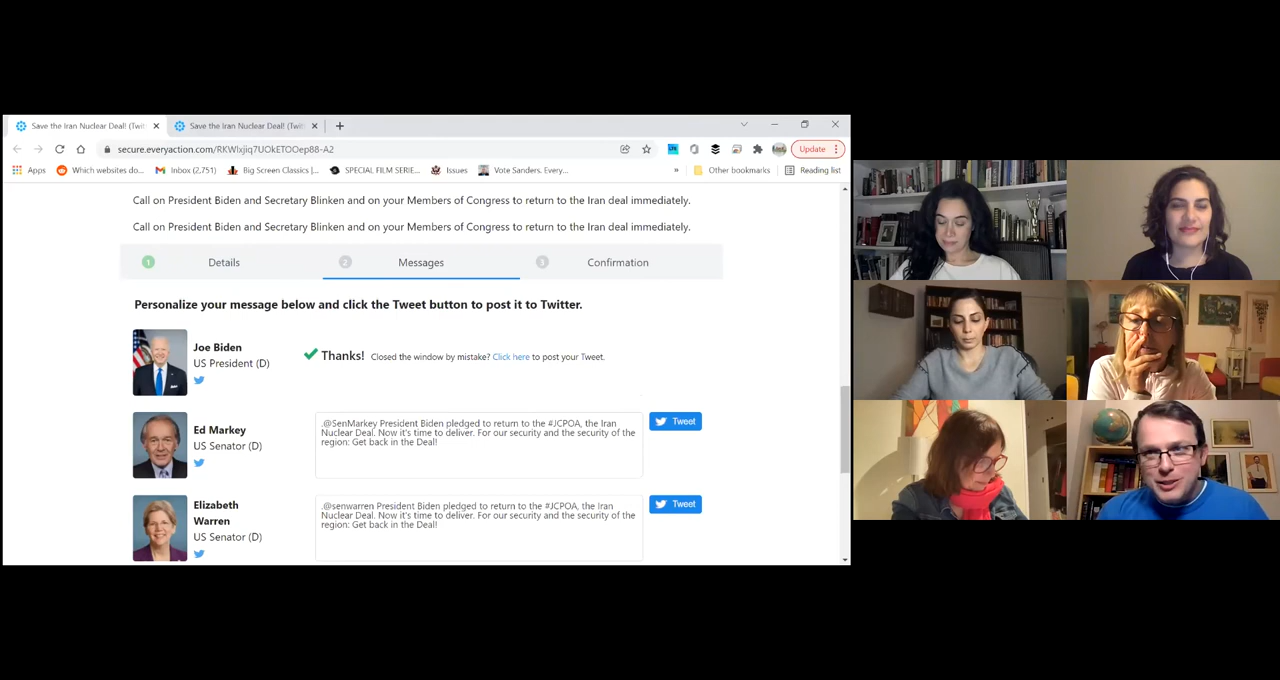 Save the Iran Nuclear Deal! (Twit
Save the Iran Nuclear Deal! (Twit
secure.everyaction.com/RKWlxjiq7UOkETOOep88-A2
Update
Apps
Which websites do...
Inbox (2,751)
Big Screen Classics |...
SPECIAL FILM SERIE...
Issues
Vote Sanders. Every...
»
Other bookmarks
Reading list
Call on President Biden and Secretary Blinken and on your Members of Congress to return to the Iran deal immediately.
Call on President Biden and Secretary Blinken and on your Members of Congress to return to the Iran deal immediately.
1 Details
2 Messages
3 Confirmation
Personalize your message below and click the Tweet button to post it to Twitter.
Joe Biden
US President (D)
Thanks! Closed the window by mistake? Click here to post your Tweet.
Ed Markey
US Senator (D)
.@SenMarkey President Biden pledged to return to the #JCPOA, the Iran
Nuclear Deal. Now it's time to deliver. For our security and the security of the
region: Get back in the Deal!
Tweet
Elizabeth
Warren
US Senator (D)
.@senwarren President Biden pledged to return to the #JCPOA, the Iran
Nuclear Deal. Now it's time to deliver. For our security and the security of the
region: Get back in the Deal!
Tweet